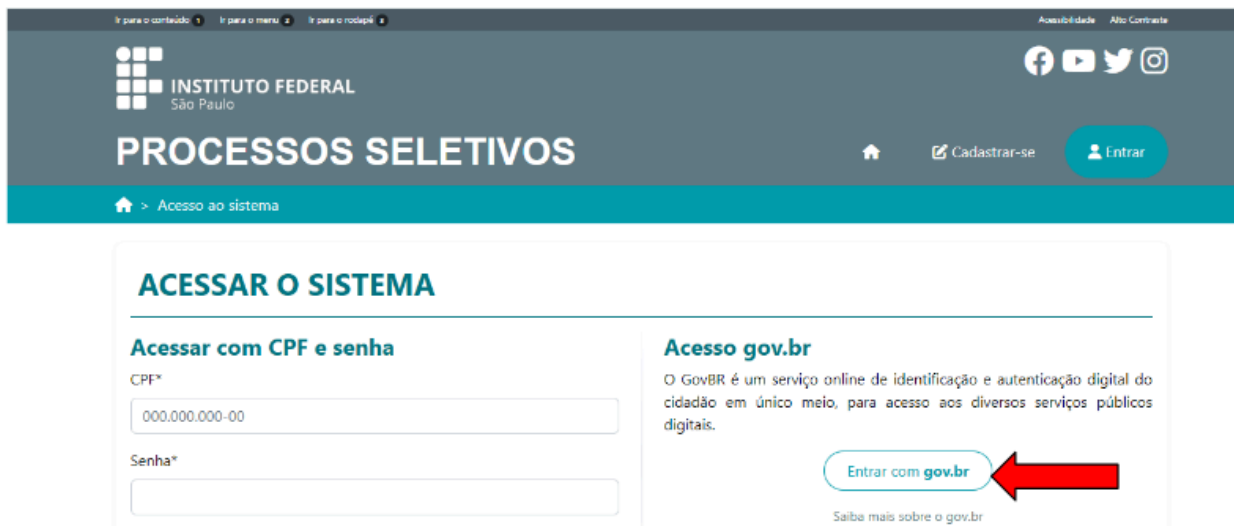 Ir para o conteúdo 1 Ir para o menu 2 Ir para o rodapé 3 Acessibilidade Alto Contraste
INSTITUTO FEDERAL
São Paulo
PROCESSOS SELETIVOS Cadastrar-se Entrar
> Acesso ao sistema
ACESSAR O SISTEMA
Acessar com CPF e senha
CPF*
000.000.000-00
Senha*
Acesso gov.br
O GovBR é um serviço online de identificação e autenticação digital do
cidadão em único meio, para acesso aos diversos serviços públicos
digitais.
Entrar com gov.br
Saiba mais sobre o gov.br